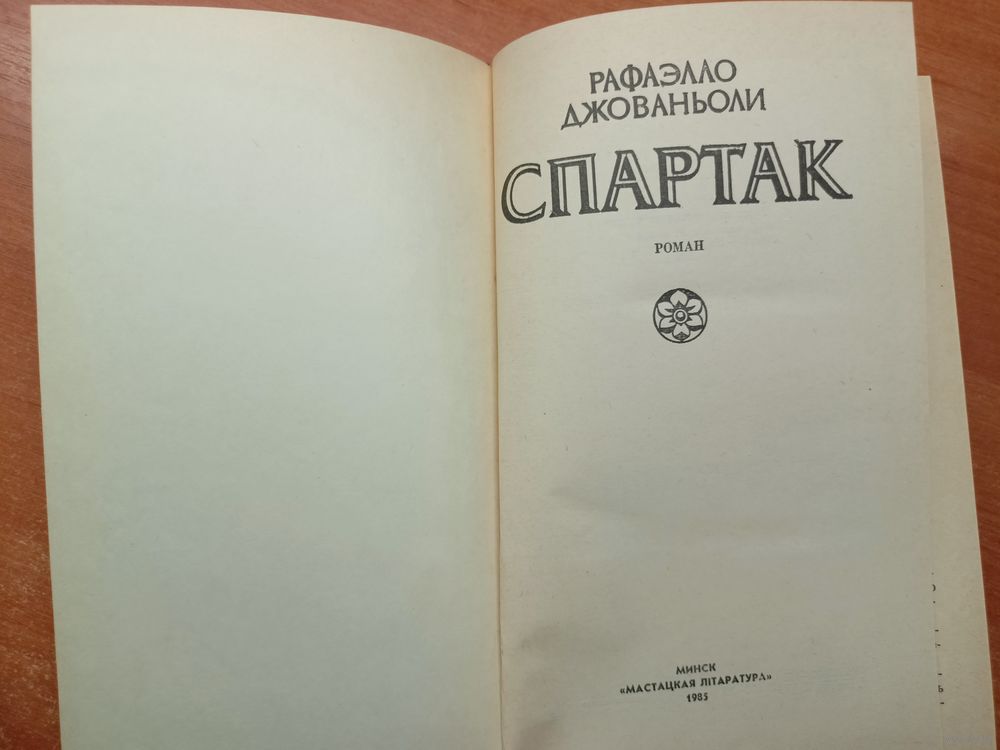 РАФАЭЛЛО
ДЖОВАНЬОЛИ
СПАРТАК
РОМАН
МИНСК
«МАСТАЦКАЯ ЛІТАРАТУРА»
1985